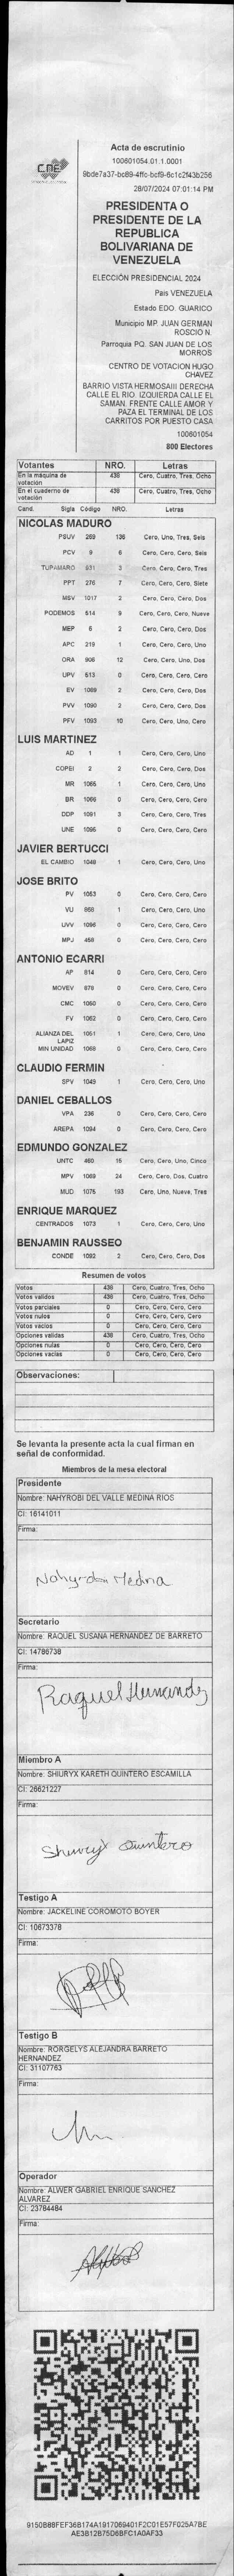 CNE
Acta de escrutinio
100601054.01.1.0001
9bde7a37-bc89-4ffc-bcf9-6c1c2f43b256
28/07/2024 07:01:14 PM
PRESIDENTA O
PRESIDENTE DE LA
REPUBLICA
BOLIVARIANA DE
VENEZUELA
ELECCIÓN PRESIDENCIAL 2024
Pais VENEZUELA
Estado EDO. GUARICO
Municipio MP. JUAN GERMAN
ROSCIO N.
Parroquia PQ. SAN JUAN DE LOS
MORROS
CENTRO DE VOTACION HUGO
CHAVEZ
BARRIO VISTA HERMOSAIII DERECHA
CALLE EL RIO. IZQUIERDA CALLE EL
SAMAN. FRENTE CALLE AMOR Y
PAZA EL TERMINAL DE LOS
CARRITOS POR PUESTO CASA
100601054
800 Electores
Votantes NRO. Letras
En la máquina de votación 438 Cero, Cuatro, Tres, Ocho
En el cuaderno de votación 438 Cero, Cuatro, Tres, Ocho
Cand. Sigla Código NRO. Letras
NICOLAS MADURO
PSUV 269 136 Cero, Uno, Tres, Seis
PCV 9 6 Cero, Cero, Cero, Seis
TUPAMARO 931 3 Cero, Cero, Cero, Tres
PPT 276 7 Cero, Cero, Cero, Siete
MSV 1017 2 Cero, Cero, Cero, Dos
PODEMOS 514 9 Cero, Cero, Cero, Nueve
MEP 6 2 Cero, Cero, Cero, Dos
APC 219 1 Cero, Cero, Cero, Uno
ORA 906 12 Cero, Cero, Uno, Dos
UPV 513 0 Cero, Cero, Cero, Cero
EV 1089 2 Cero, Cero, Cero, Dos
PVV 1090 2 Cero, Cero, Cero, Dos
PFV 1093 10 Cero, Cero, Uno, Cero
LUIS MARTINEZ
AD 1 1 Cero, Cero, Cero, Uno
COPEI 2 2 Cero, Cero, Cero, Dos
MR 1065 1 Cero, Cero, Cero, Uno
BR 1066 0 Cero, Cero, Cero, Cero
DDP 1091 3 Cero, Cero, Cero, Tres
UNE 1095 0 Cero, Cero, Cero, Cero
JAVIER BERTUCCI
EL CAMBIO 1048 1 Cero, Cero, Cero, Uno
JOSE BRITO
PV 1053 0 Cero, Cero, Cero, Cero
VU 858 1 Cero, Cero, Cero, Uno
UVV 1096 0 Cero, Cero, Cero, Cero
MPJ 458 0 Cero, Cero, Cero, Cero
ANTONIO ECARRI
AP 814 0 Cero, Cero, Cero, Cero
MOVEV 878 0 Cero, Cero, Cero, Cero
CMC 1050 0 Cero, Cero, Cero, Cero
FV 1052 0 Cero, Cero, Cero, Cero
ALIANZA DEL LAPIZ 1051 1 Cero, Cero, Cero, Uno
MIN UNIDAD 1068 0 Cero, Cero, Cero, Cero
CLAUDIO FERMIN
SPV 1049 1 Cero, Cero, Cero, Uno
DANIEL CEBALLOS
VPA 236 0 Cero, Cero, Cero, Cero
AREPA 1094 0 Cero, Cero, Cero, Cero
EDMUNDO GONZALEZ
UNTC 460 15 Cero, Cero, Uno, Cinco
MPV 1069 24 Cero, Cero, Dos, Cuatro
MUD 1075 193 Cero, Uno, Nueve, Tres
ENRIQUE MARQUEZ
CENTRADOS 1073 1 Cero, Cero, Cero, Uno
BENJAMIN RAUSSEO
CONDE 1092 2 Cero, Cero, Cero, Dos
Resumen de votos
Votos 438 Cero, Cuatro, Tres, Ocho
Votos validos 438 Cero, Cuatro, Tres, Ocho
Votos parciales 0 Cero, Cero, Cero, Cero
Votos nulos 0 Cero, Cero, Cero, Cero
Votos vacios 0 Cero, Cero, Cero, Cero
Opciones validas 438 Cero, Cuatro, Tres, Ocho
Opciones nulas 0 Cero, Cero, Cero, Cero
Opciones vacias 0 Cero, Cero, Cero, Cero
Observaciones:
Se levanta la presente acta la cual firman en
señal de conformidad.
Miembros de la mesa electoral
Presidente
Nombre: NAHYROBI DEL VALLE MEDINA RIOS
CI: 16141011
Firma:
Medina
Secretario
Nombre: RAQUEL SUSANA HERNANDEZ DE BARRETO
CI: 14786738
Firma:
Raquel Hernandez
Miembro A
Nombre: SHIURYX KARETH QUINTERO ESCAMILLA
CI: 26621227
Firma:
Quintero
Testigo A
Nombre: JACKELINE COROMOTO BOYER
CI: 10673378
Firma:
Testigo B
Nombre: RORGELYS ALEJANDRA BARRETO
HERNANDEZ
CI: 31107763
Firma:
Operador
Nombre: ALWER GABRIEL ENRIQUE SANCHEZ
ALVAREZ
CI: 23784484
Firma:
9150B88FEF36B174A1917069401F2C01E57F025A7BE
AE3B12B75D6BFC1A0AF33